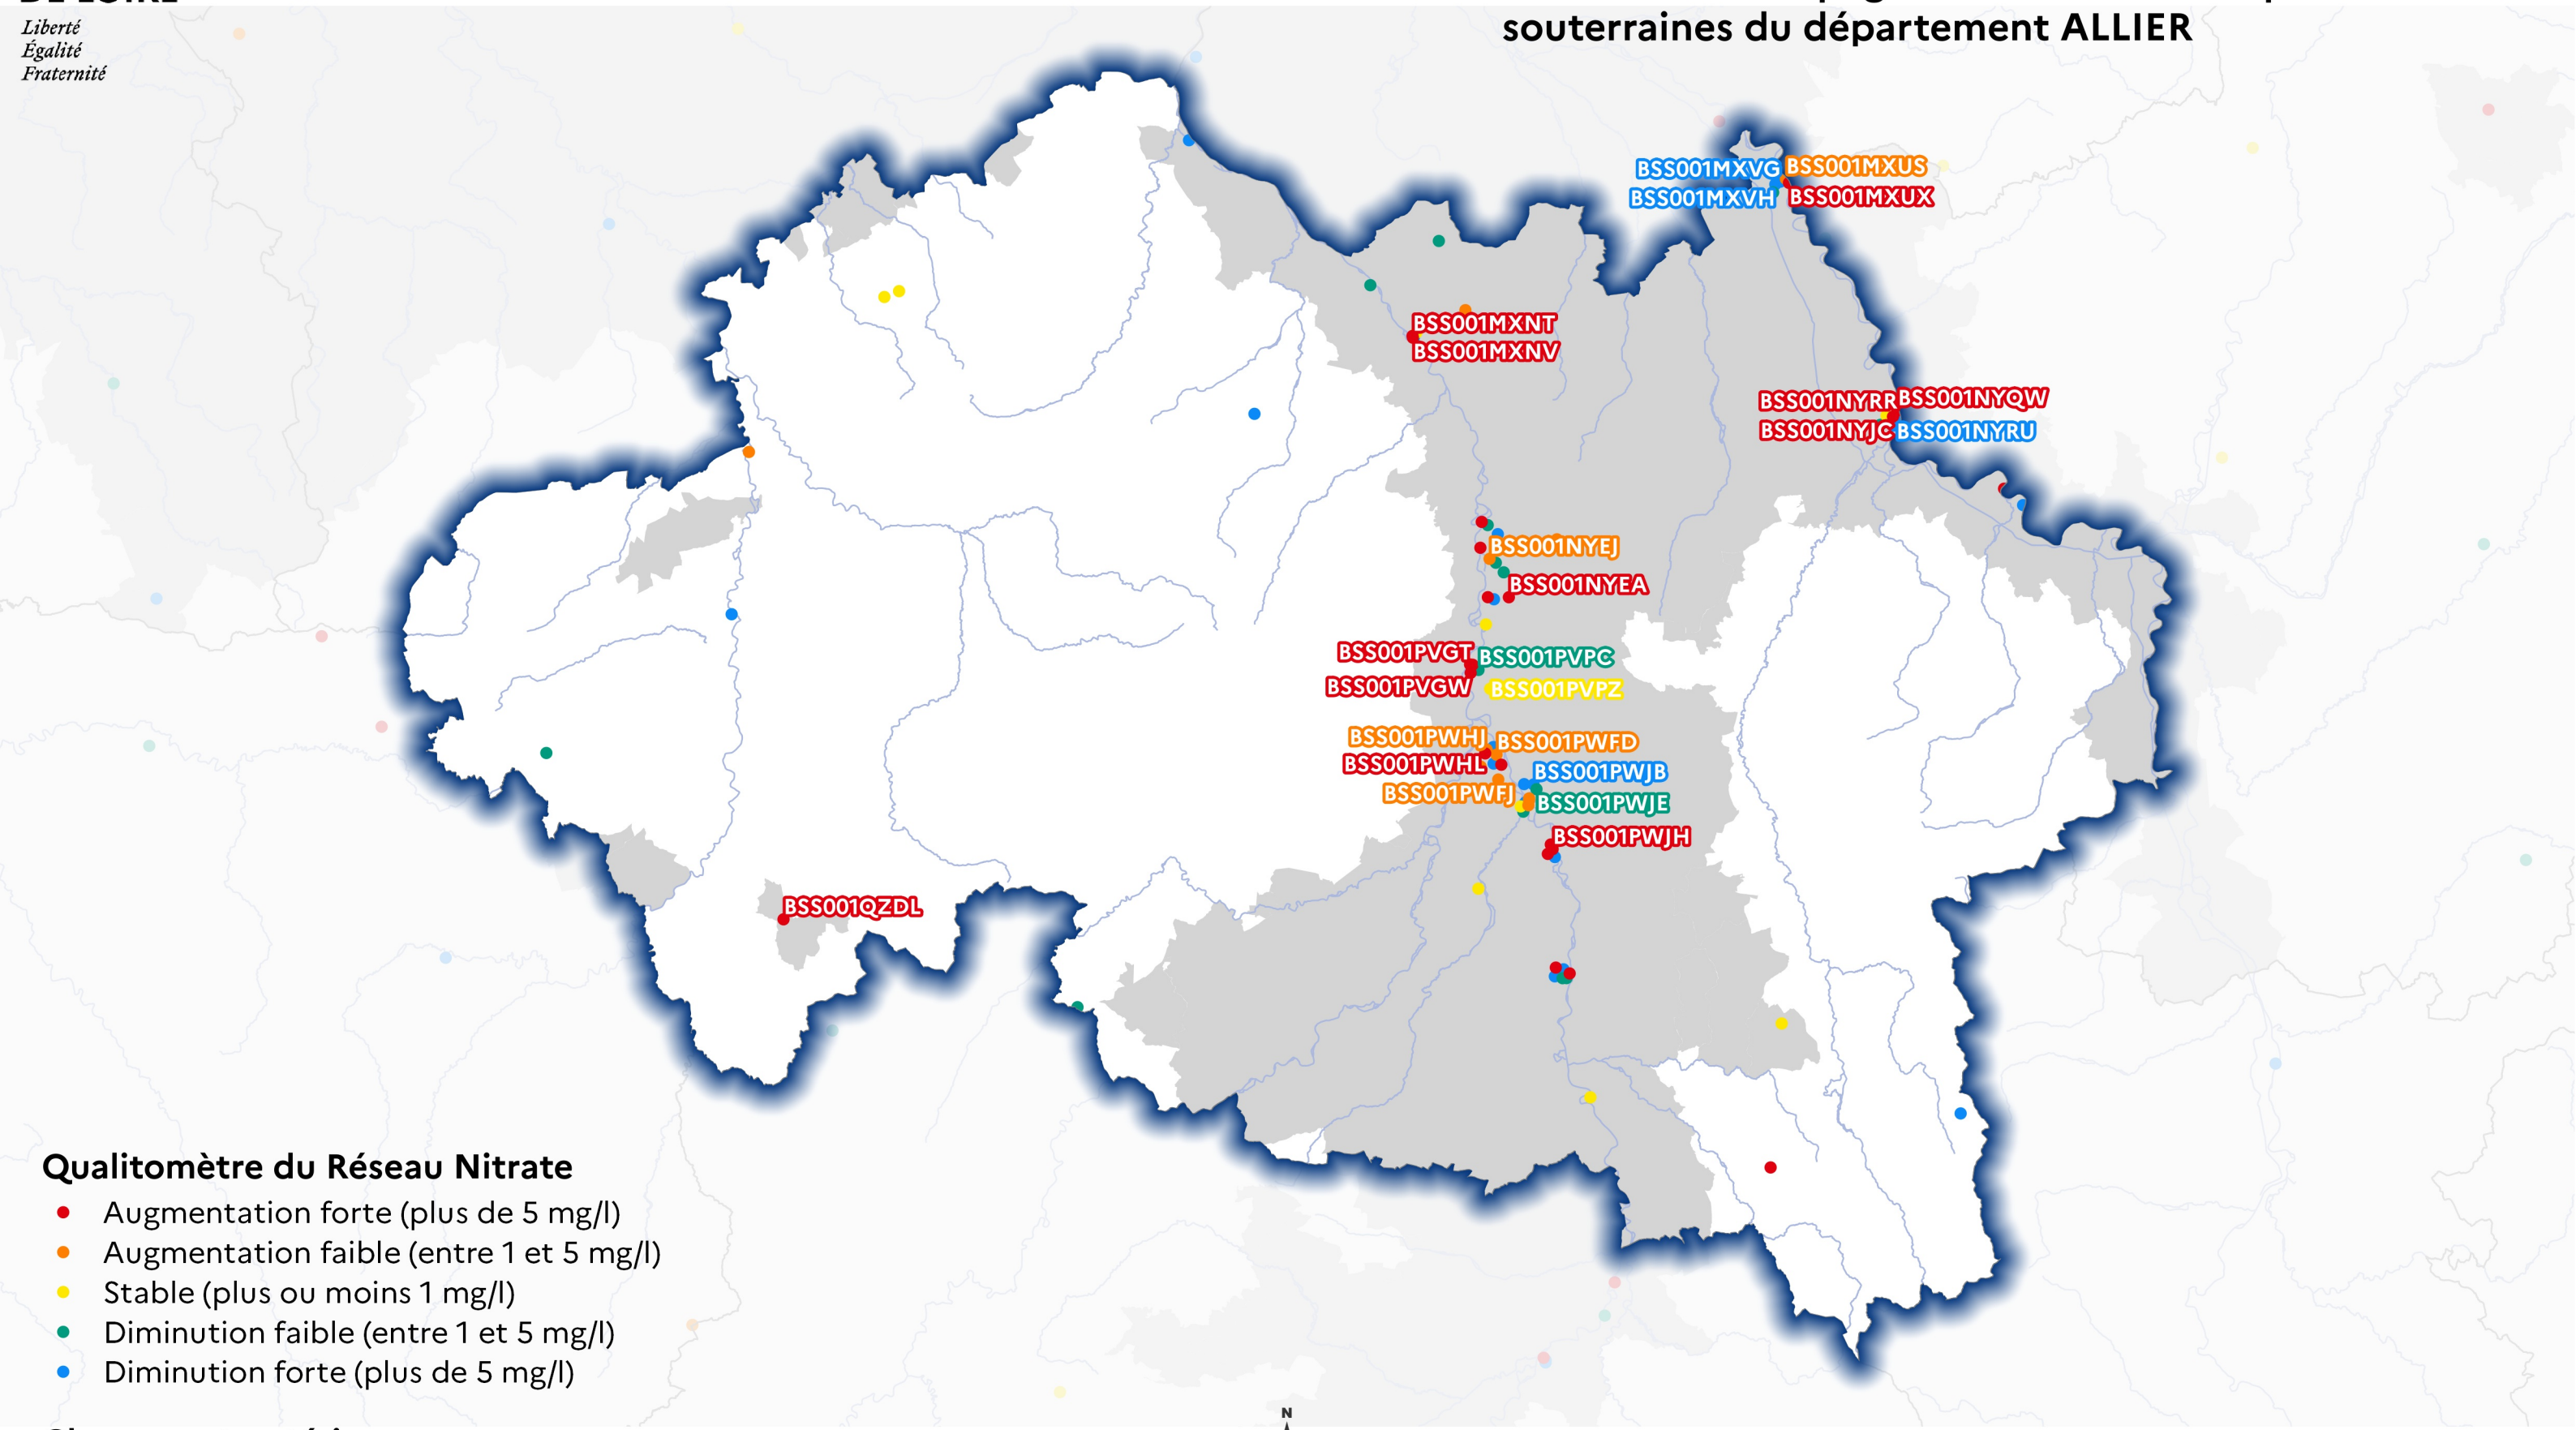 Liberté
Égalité
Fraternité
souterraines du département ALLIER
BSS001MXVG
BSS001MXUS
BSS001MXVH
BSS001MXUX
BSS001MXNT
BSS001MXNV
BSS001NYRR
BSS001NYQW
BSS001NYJC
BSS001NYRU
BSS001NYEJ
BSS001NYEA
BSS001PVGT
BSS001PVPC
BSS001PVGW
BSS001PVPZ
BSS001PWHJ
BSS001PWFD
BSS001PWHL
BSS001PWJB
BSS001PWFJ
BSS001PWJE
BSS001PWJH
BSS001QZDL
Qualitomètre du Réseau Nitrate
Augmentation forte (plus de 5 mg/l)
Augmentation faible (entre 1 et 5 mg/l)
Stable (plus ou moins 1 mg/l)
Diminution faible (entre 1 et 5 mg/l)
Diminution forte (plus de 5 mg/l)
N